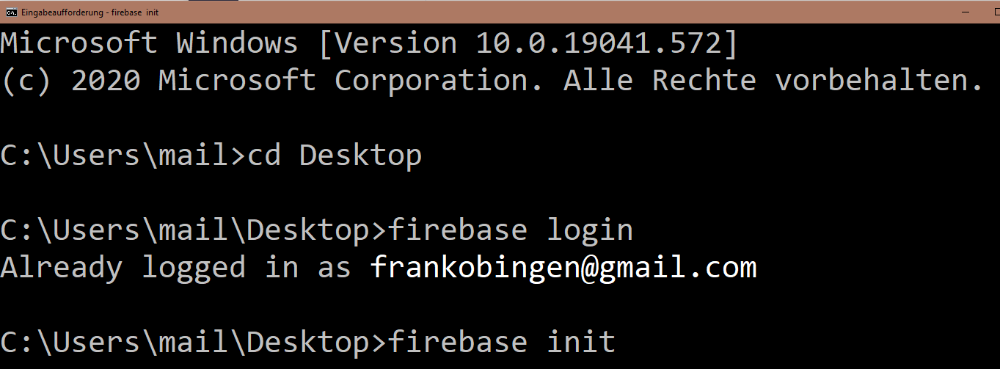 Eingabeaufforderung - firebase  init
Microsoft Windows [Version 10.0.19041.572]
(c) 2020 Microsoft Corporation. Alle Rechte vorbehalten.
C:\Users\mail>cd Desktop
C:\Users\mail\Desktop>firebase login
Already logged in as frankobingen@gmail.com
C:\Users\mail\Desktop>firebase init